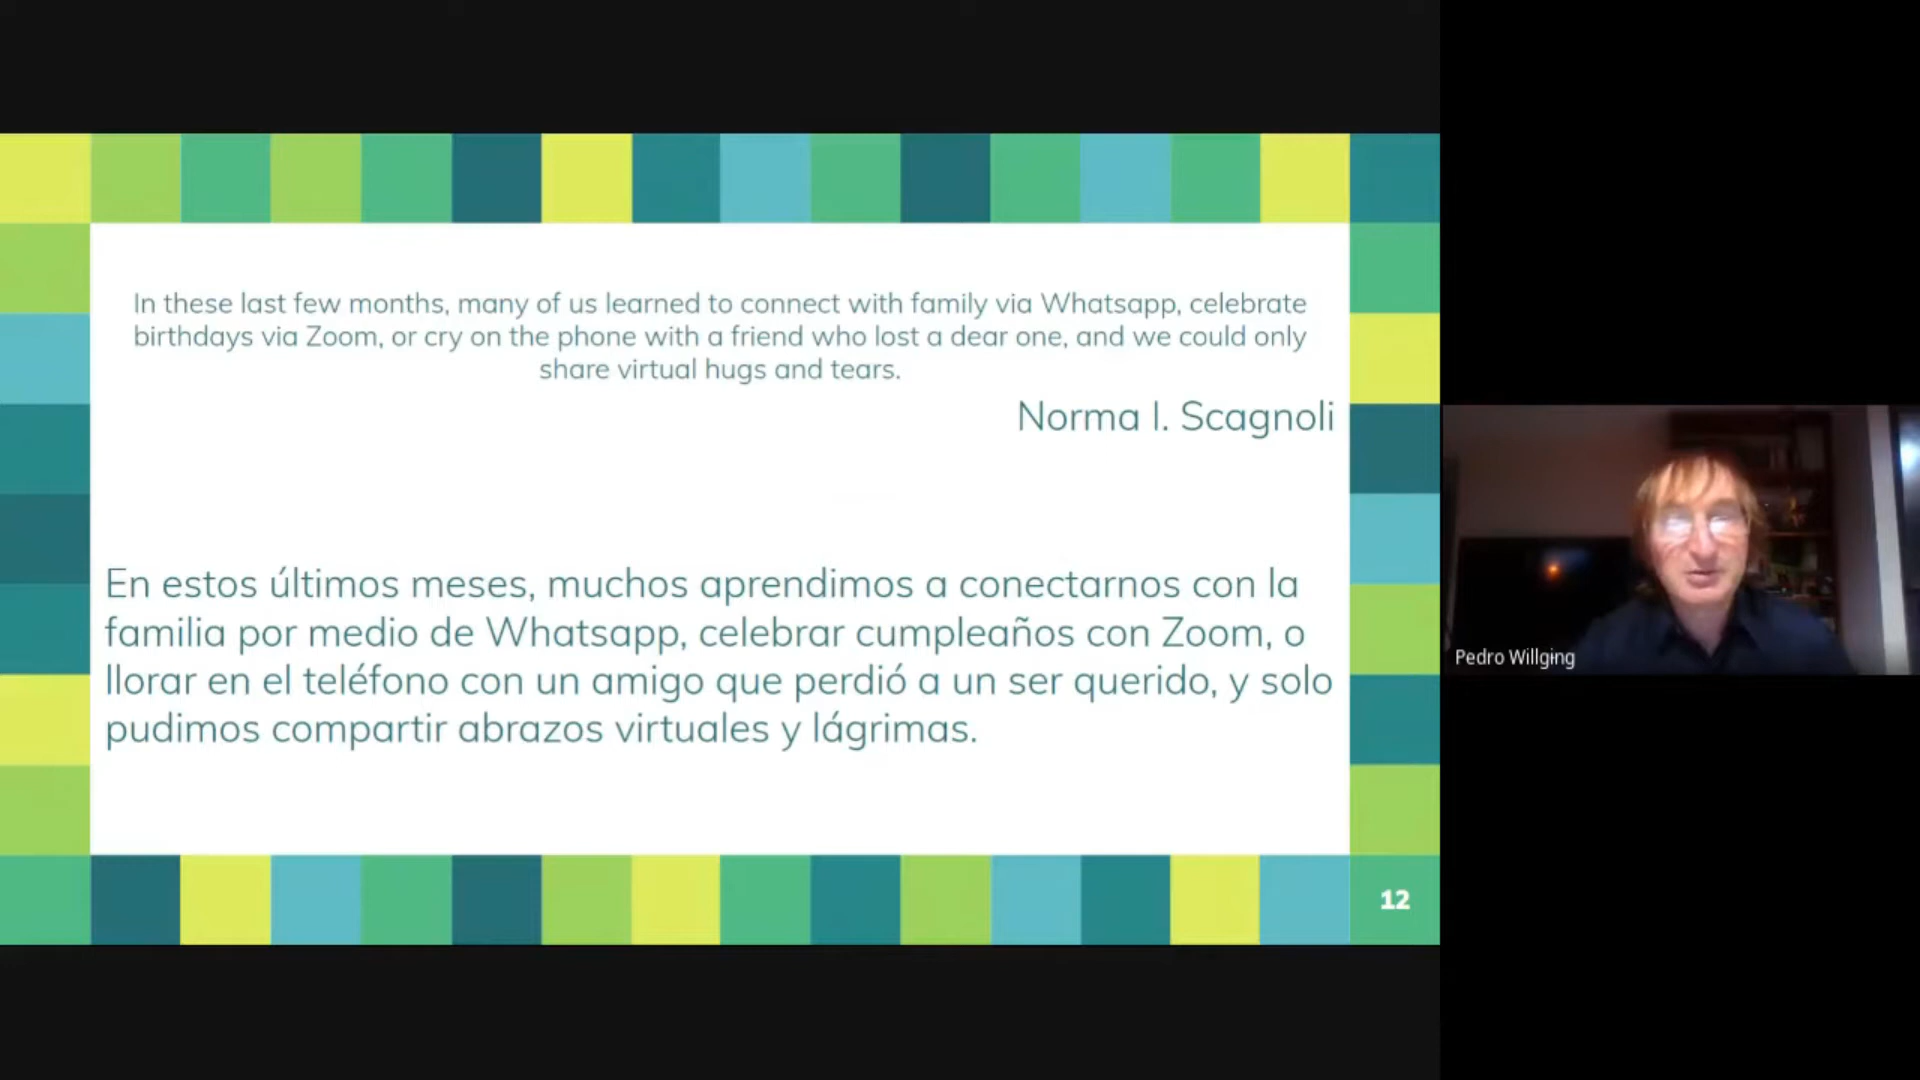 In these last few months, many of us learned to connect with family via Whatsapp, celebrate
birthdays via Zoom, or cry on the phone with a friend who lost a dear one, and we could only
share virtual hugs and tears.
Norma I. Scagnoli
En estos últimos meses, muchos aprendimos a conectarnos con la
familia por medio de Whatsapp, celebrar cumpleaños con Zoom, o
llorar en el teléfono con un amigo que perdió a un ser querido, y solo
pudimos compartir abrazos virtuales y lágrimas.
12
Pedro Willging